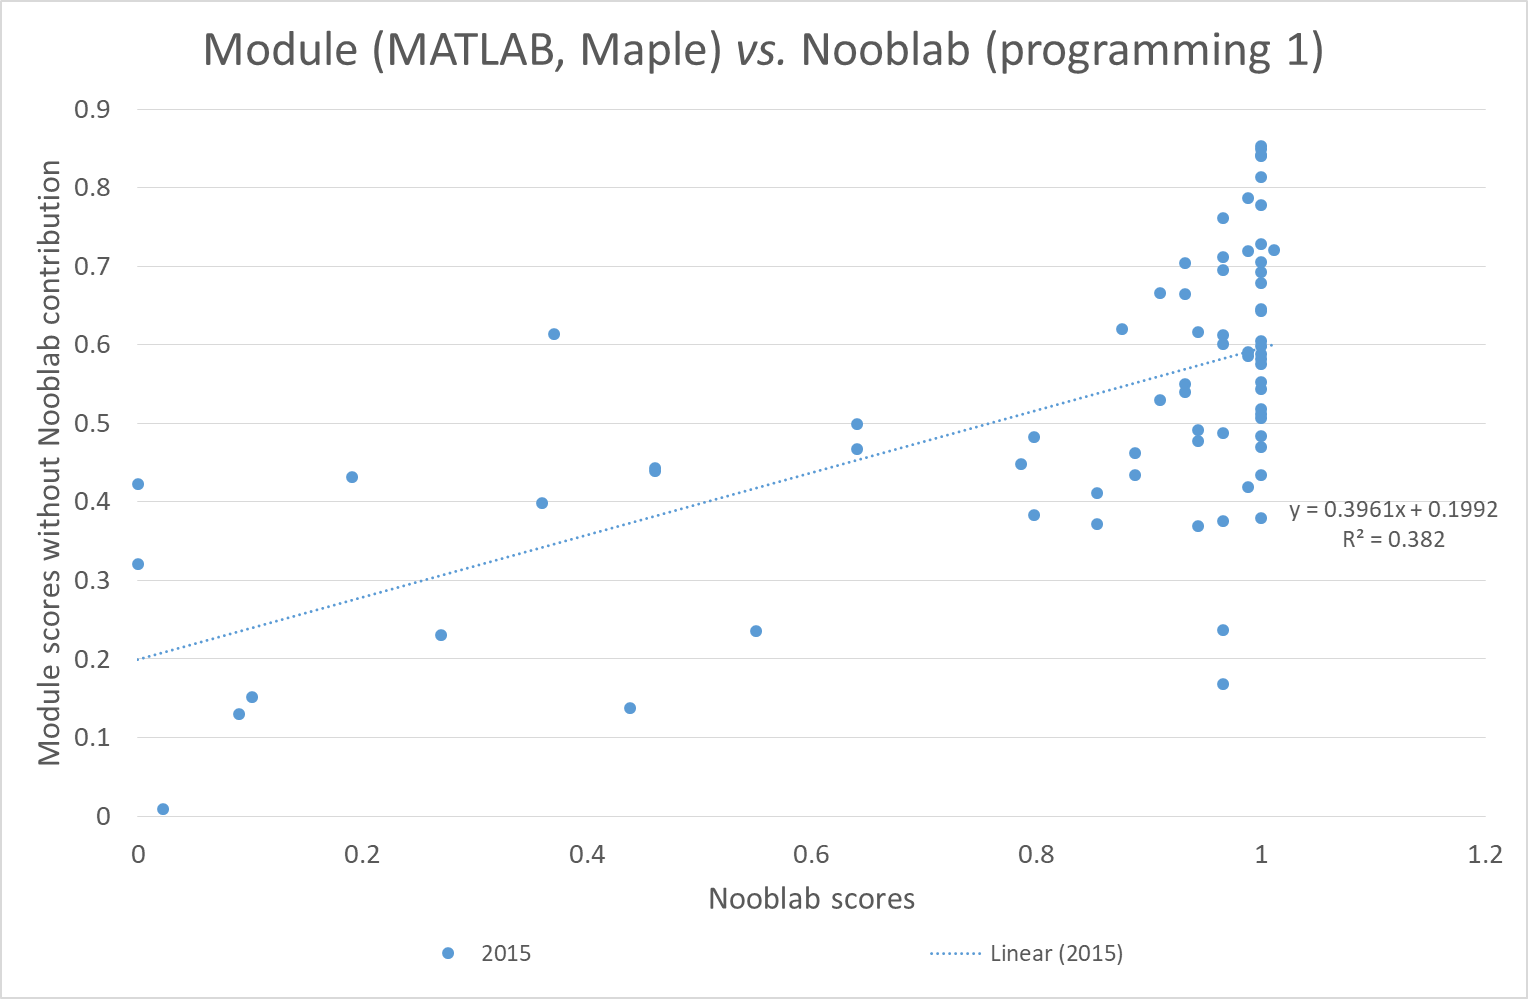 Module (MATLAB, Maple) vs. Nooblab (programming 1)
Module scores without Nooblab contribution
0.9
0.8
0.7
0.6
0.5
0.4
0.3
0.2
0.1
0
y = 0.3961x + 0.1992
R² = 0.382
0 0.2 0.4 0.6 0.8 1 1.2
Nooblab scores
2015 Linear (2015)